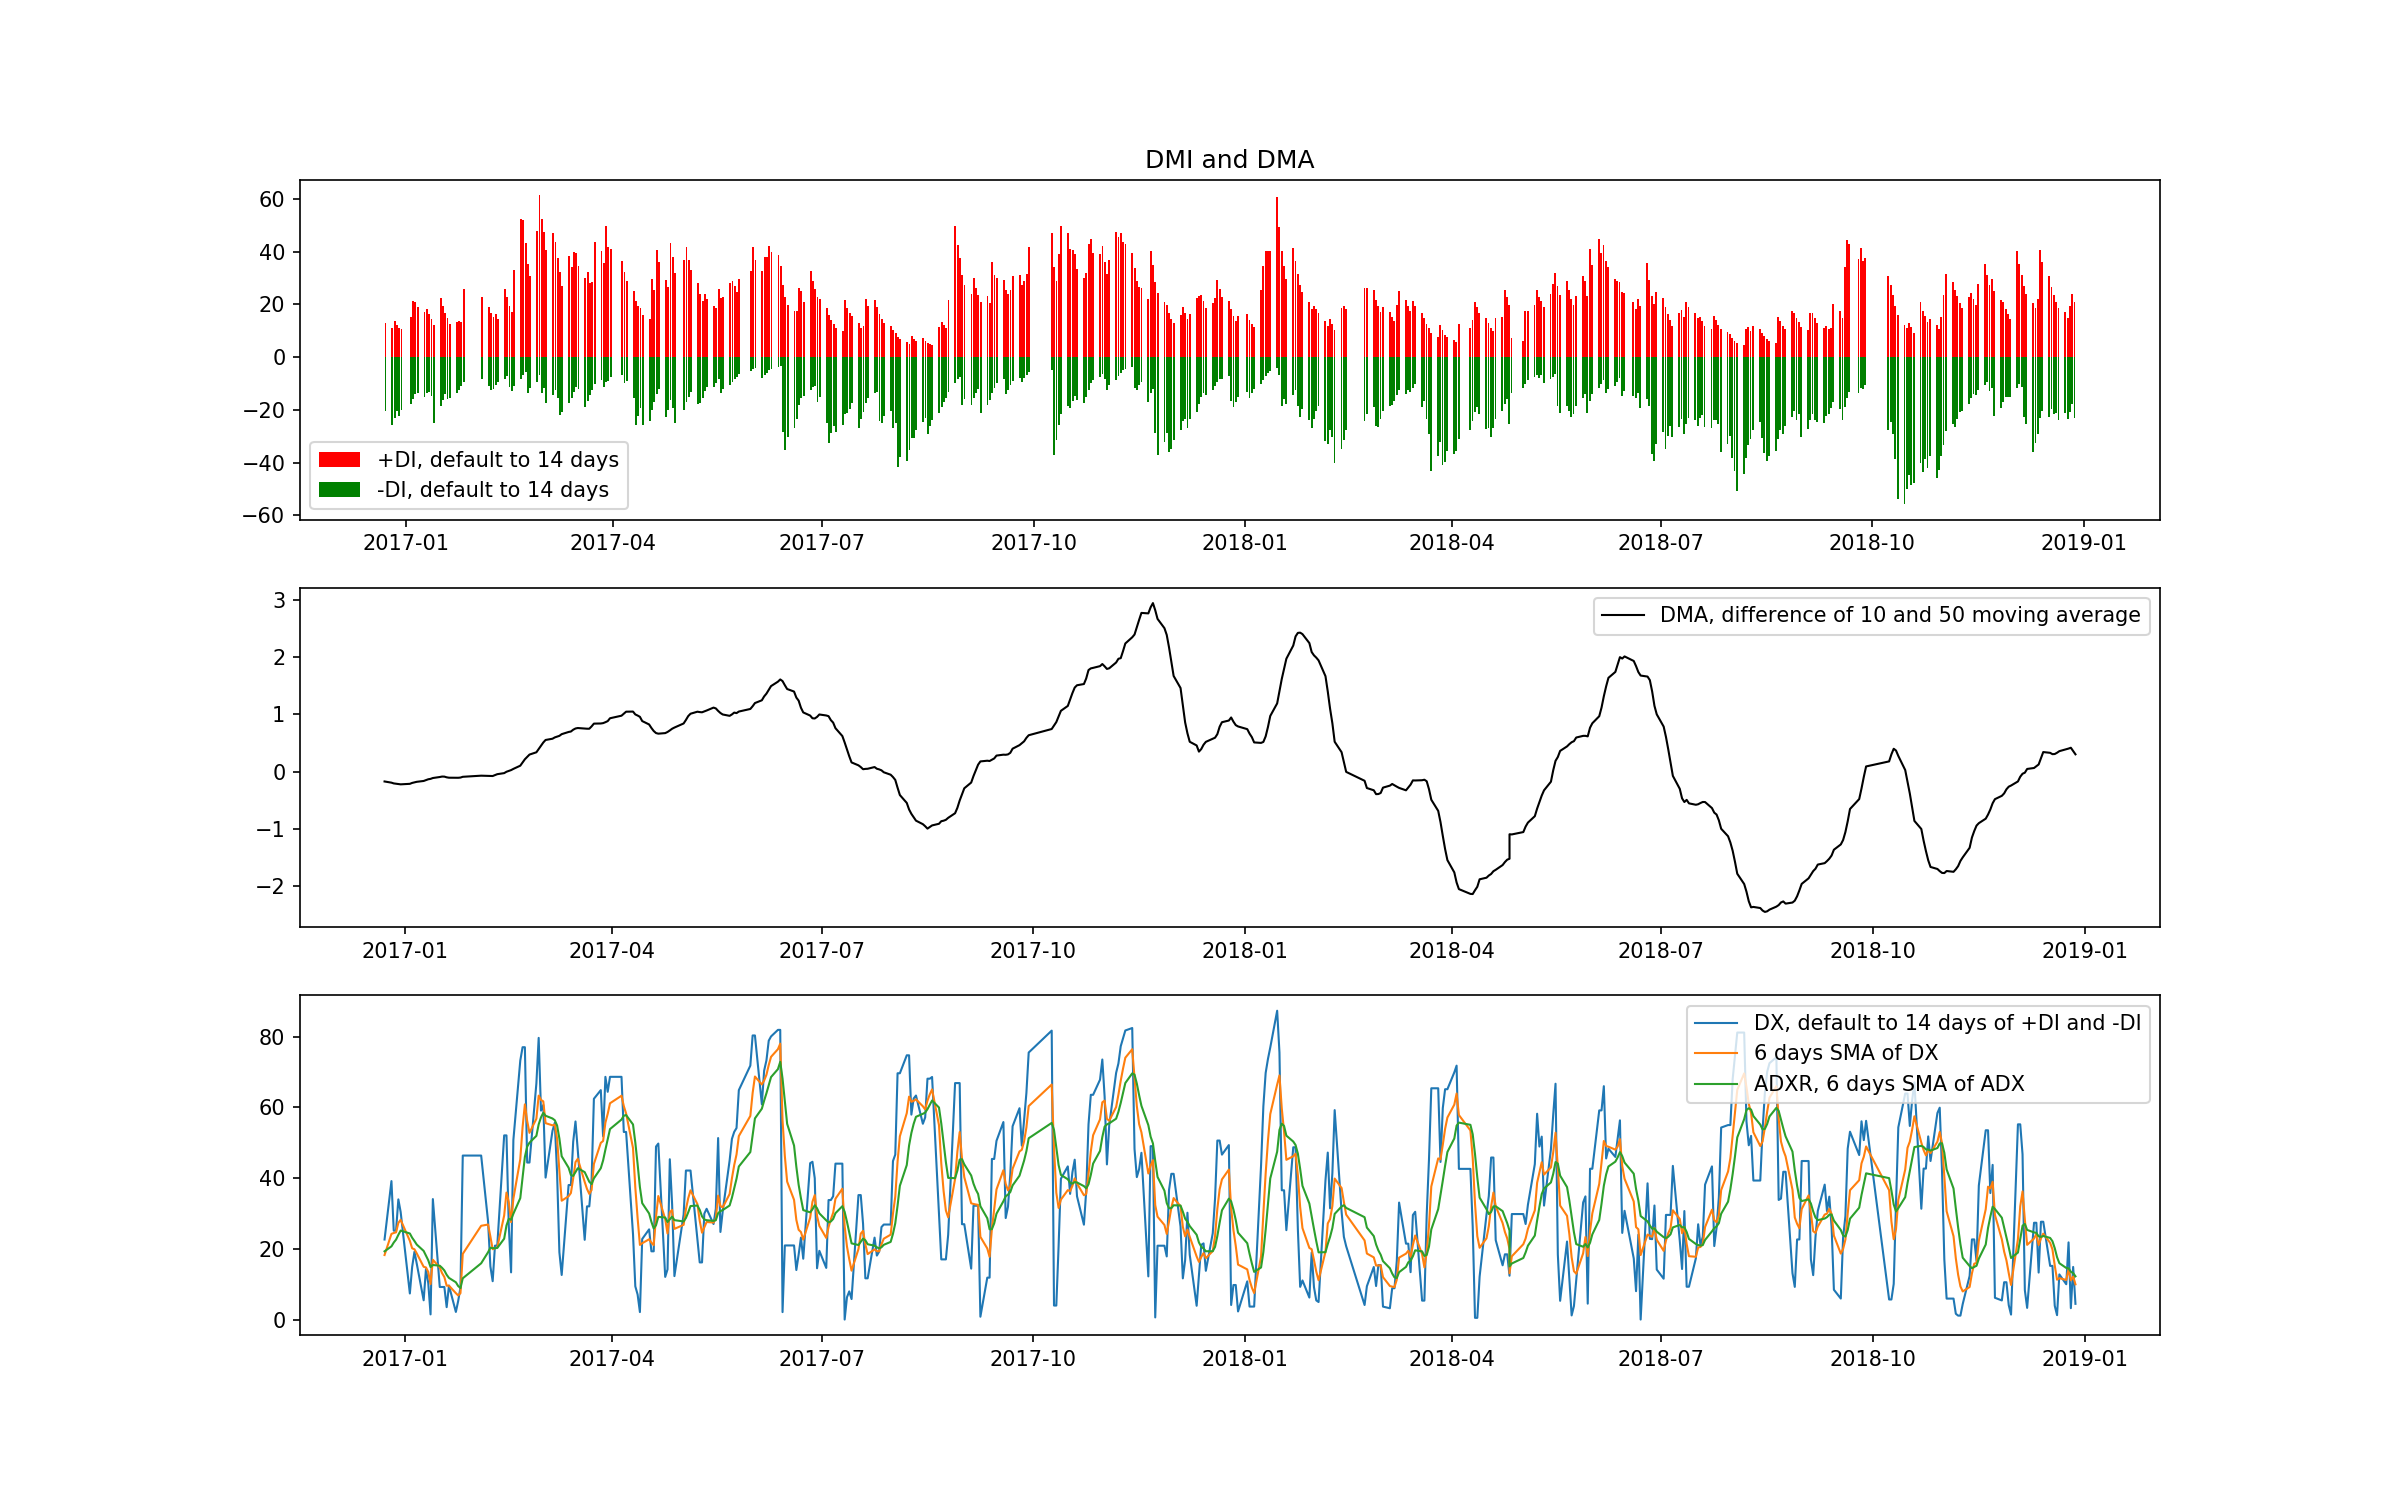 DMI and DMA
60
40
20
0
−20
−40
−60
+DI, default to 14 days
-DI, default to 14 days
2017-01 2017-04 2017-07 2017-10 2018-01 2018-04 2018-07 2018-10 2019-01
3
2
1
0
−1
−2
DMA, difference of 10 and 50 moving average
2017-01 2017-04 2017-07 2017-10 2018-01 2018-04 2018-07 2018-10 2019-01
80
60
40
20
0
DX, default to 14 days of +DI and -DI
6 days SMA of DX
ADXR, 6 days SMA of ADX
2017-01 2017-04 2017-07 2017-10 2018-01 2018-04 2018-07 2018-10 2019-01